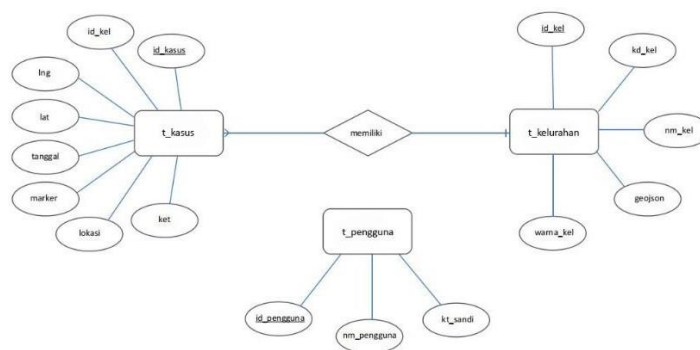 id_kel
id_kasus
lng
lat
tanggal
marker
lokasi
ket
t_kasus
memiliki
t_kelurahan
id_kel
kd_kel
nm_kel
geojson
warna_kel
t_pengguna
id_pengguna
nm_pengguna
kt_sandi